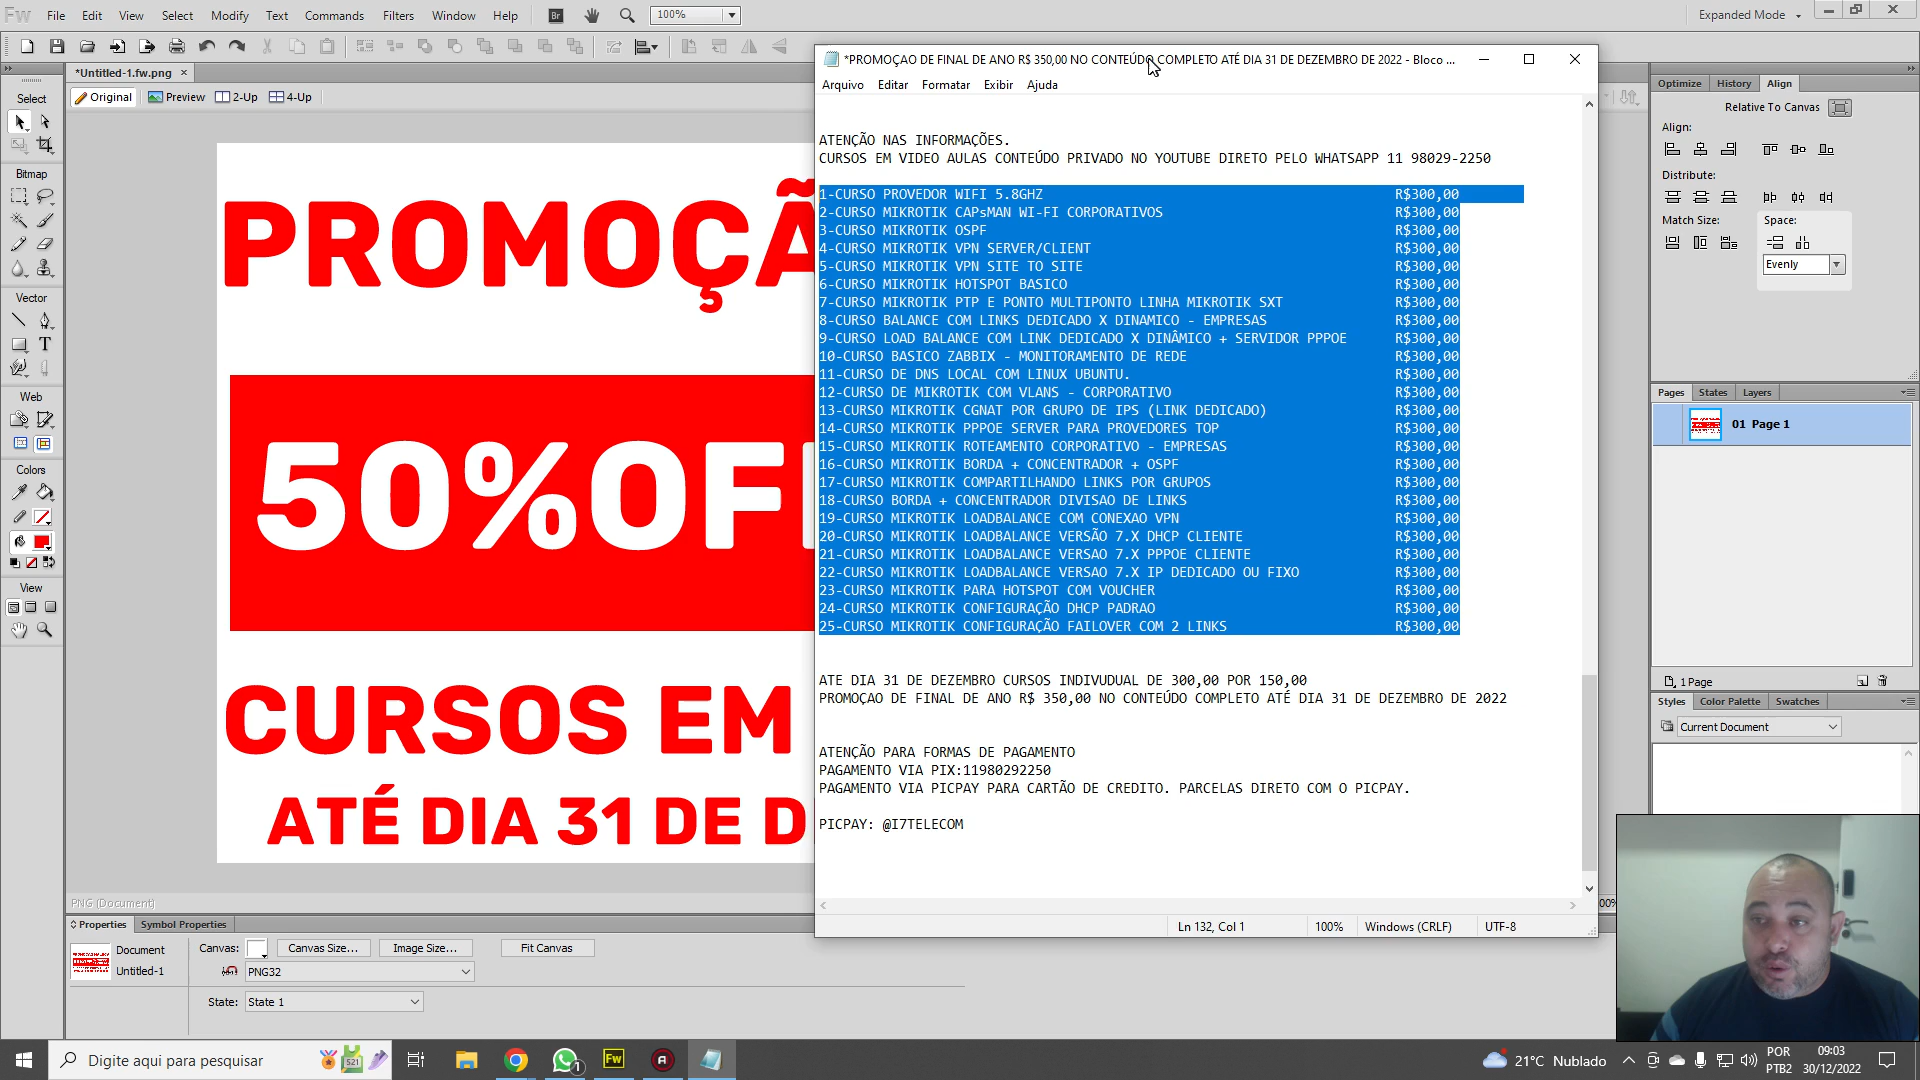 Fw File Edit View Select Modify Text Commands Filters Window Help Br 100% Expanded Mode
*Untitled-1.fw.png
Original Preview 2-Up 4-Up
Select
Bitmap
Vector
Web
Colors
View
PROMOÇÃ
50%OF
CURSOS EM
ATÉ DIA 31 DE D
PNG (Document)
*PROMOÇAO DE FINAL DE ANO R$ 350,00 NO CONTEÚDO COMPLETO ATÉ DIA 31 DE DEZEMBRO DE 2022 - Bloco ...
Arquivo Editar Formatar Exibir Ajuda
ATENÇÃO NAS INFORMAÇÕES.
CURSOS EM VIDEO AULAS CONTEÚDO PRIVADO NO YOUTUBE DIRETO PELO WHATSAPP 11 98029-2250
1-CURSO PROVEDOR WIFI 5.8GHZ R$300,00
2-CURSO MIKROTIK CAPsMAN WI-FI CORPORATIVOS R$300,00
3-CURSO MIKROTIK OSPF R$300,00
4-CURSO MIKROTIK VPN SERVER/CLIENT R$300,00
5-CURSO MIKROTIK VPN SITE TO SITE R$300,00
6-CURSO MIKROTIK HOTSPOT BASICO R$300,00
7-CURSO MIKROTIK PTP E PONTO MULTIPONTO LINHA MIKROTIK SXT R$300,00
8-CURSO BALANCE COM LINKS DEDICADO X DINAMICO - EMPRESAS R$300,00
9-CURSO LOAD BALANCE COM LINK DEDICADO X DINÂMICO + SERVIDOR PPPOE R$300,00
10-CURSO BASICO ZABBIX - MONITORAMENTO DE REDE R$300,00
11-CURSO DE DNS LOCAL COM LINUX UBUNTU. R$300,00
12-CURSO DE MIKROTIK COM VLANS - CORPORATIVO R$300,00
13-CURSO MIKROTIK CGNAT POR GRUPO DE IPS (LINK DEDICADO) R$300,00
14-CURSO MIKROTIK PPPOE SERVER PARA PROVEDORES TOP R$300,00
15-CURSO MIKROTIK ROTEAMENTO CORPORATIVO - EMPRESAS R$300,00
16-CURSO MIKROTIK BORDA + CONCENTRADOR + OSPF R$300,00
17-CURSO MIKROTIK COMPARTILHANDO LINKS POR GRUPOS R$300,00
18-CURSO BORDA + CONCENTRADOR DIVISAO DE LINKS R$300,00
19-CURSO MIKROTIK LOADBALANCE COM CONEXAO VPN R$300,00
20-CURSO MIKROTIK LOADBALANCE VERSÃO 7.X DHCP CLIENTE R$300,00
21-CURSO MIKROTIK LOADBALANCE VERSAO 7.X PPPOE CLIENTE R$300,00
22-CURSO MIKROTIK LOADBALANCE VERSAO 7.X IP DEDICADO OU FIXO R$300,00
23-CURSO MIKROTIK PARA HOTSPOT COM VOUCHER R$300,00
24-CURSO MIKROTIK CONFIGURAÇÃO DHCP PADRAO R$300,00
25-CURSO MIKROTIK CONFIGURAÇÃO FAILOVER COM 2 LINKS R$300,00
ATE DIA 31 DE DEZEMBRO CURSOS INDIVUDUAL DE 300,00 POR 150,00
PROMOÇAO DE FINAL DE ANO R$ 350,00 NO CONTEÚDO COMPLETO ATÉ DIA 31 DE DEZEMBRO DE 2022
ATENÇÃO PARA FORMAS DE PAGAMENTO
PAGAMENTO VIA PIX:11980292250
PAGAMENTO VIA PICPAY PARA CARTÃO DE CREDITO. PARCELAS DIRETO COM O PICPAY.
PICPAY: @I7TELECOM
Ln 132, Col 1 100% Windows (CRLF) UTF-8
Optimize History Align
Relative To Canvas
Align:
Distribute:
Match Size: Space:
Evenly
Pages States Layers
01 Page 1
1 Page
Styles Color Palette Swatches
Current Document
Properties Symbol Properties
Document
Untitled-1
Canvas: Canvas Size... Image Size... Fit Canvas
PNG32
State: State 1
Digite aqui para pesquisar
Fw
21°C Nublado
POR
PTB2
09:03
30/12/2022